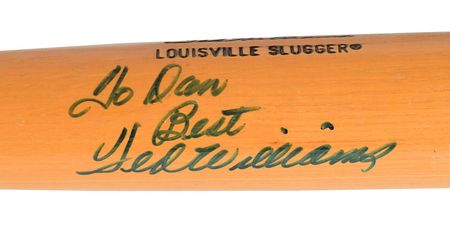 LOUISVILLE SLUGGER®
To Dan
Best
Ted Williams